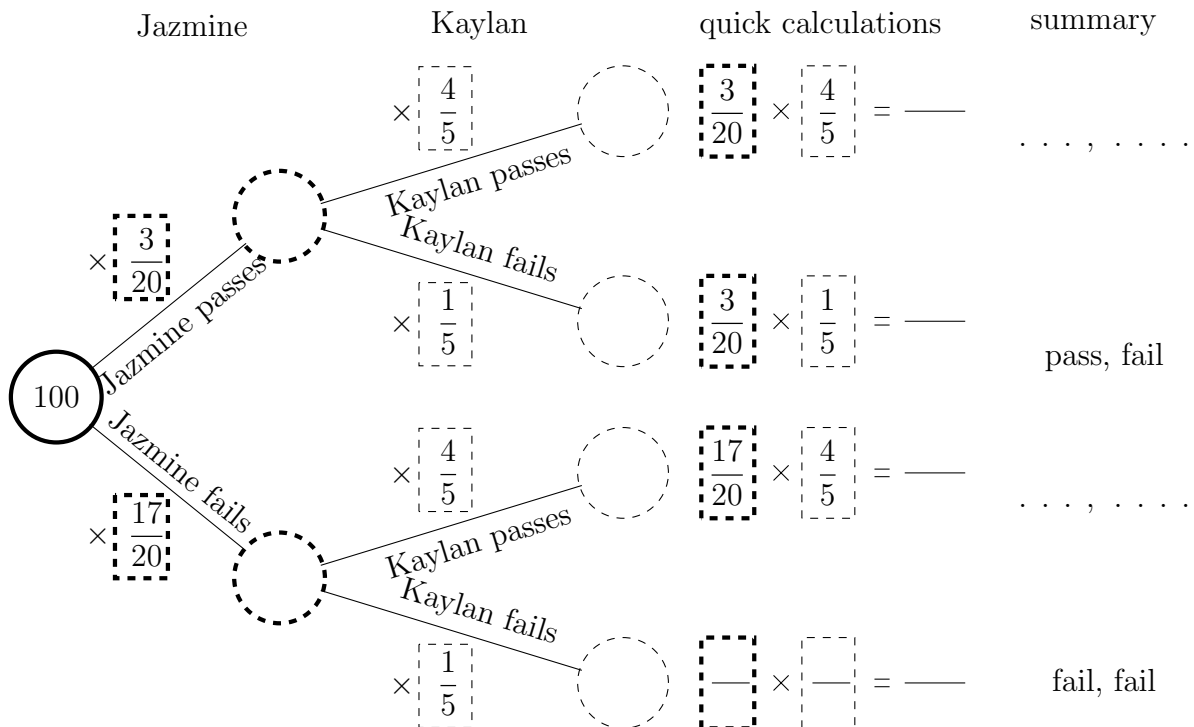 Jazmine Kaylan quick calculations summary
× 4/5 3/20 × 4/5 = —
. . . , . . . .
Kaylan passes
Kaylan fails
× 3/20
Jazmine passes
× 1/5 3/20 × 1/5 = —
pass, fail
100
Jazmine fails
× 4/5 17/20 × 4/5 = —
. . . , . . . .
× 17/20
Kaylan passes
Kaylan fails
× 1/5 — × — = — fail, fail